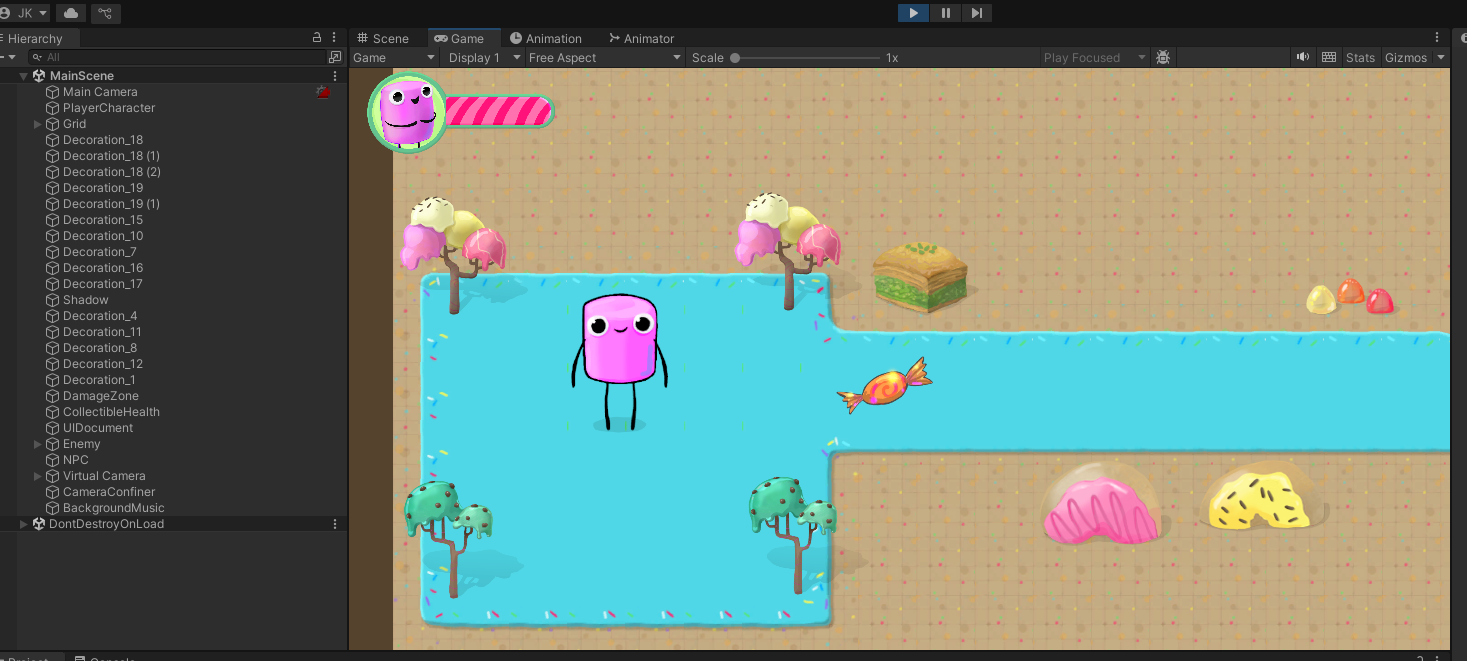 JK
Hierarchy
Scene
Game
Animation
Animator
All
Game
Display 1
Free Aspect
Scale
1x
Play Focused
Stats
Gizmos
MainScene
Main Camera
PlayerCharacter
Grid
Decoration_18
Decoration_18 (1)
Decoration_18 (2)
Decoration_19
Decoration_19 (1)
Decoration_15
Decoration_10
Decoration_7
Decoration_16
Decoration_17
Shadow
Decoration_4
Decoration_11
Decoration_8
Decoration_12
Decoration_1
DamageZone
CollectibleHealth
UIDocument
Enemy
NPC
Virtual Camera
CameraConfiner
BackgroundMusic
DontDestroyOnLoad
Project
Console